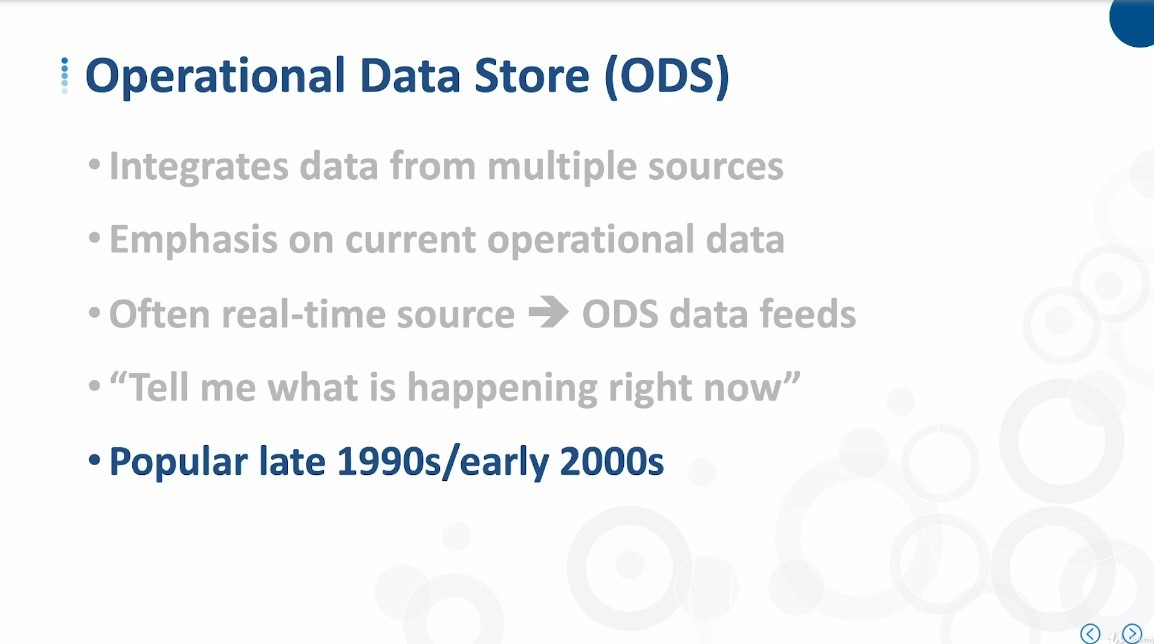 Operational Data Store (ODS)
• Integrates data from multiple sources
• Emphasis on current operational data
• Often real-time source ➔ ODS data feeds
• “Tell me what is happening right now”
• Popular late 1990s/early 2000s